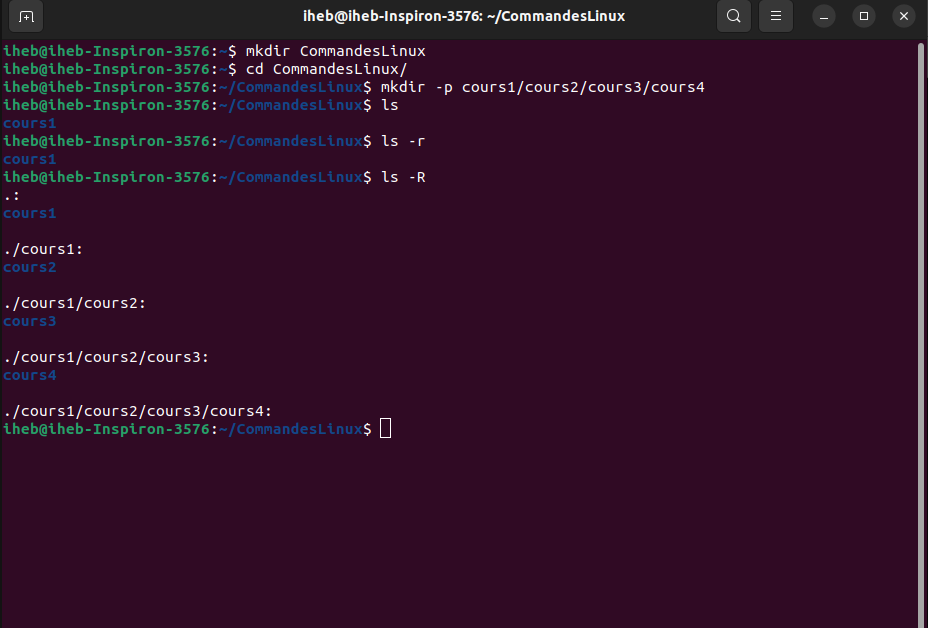 iheb@iheb-Inspiron-3576: ~/CommandesLinux
iheb@iheb-Inspiron-3576:~$ mkdir CommandesLinux
iheb@iheb-Inspiron-3576:~$ cd CommandesLinux/
iheb@iheb-Inspiron-3576:~/CommandesLinux$ mkdir -p cours1/cours2/cours3/cours4
iheb@iheb-Inspiron-3576:~/CommandesLinux$ ls
cours1
iheb@iheb-Inspiron-3576:~/CommandesLinux$ ls -r
cours1
iheb@iheb-Inspiron-3576:~/CommandesLinux$ ls -R
.:
cours1
./cours1:
cours2
./cours1/cours2:
cours3
./cours1/cours2/cours3:
cours4
./cours1/cours2/cours3/cours4:
iheb@iheb-Inspiron-3576:~/CommandesLinux$